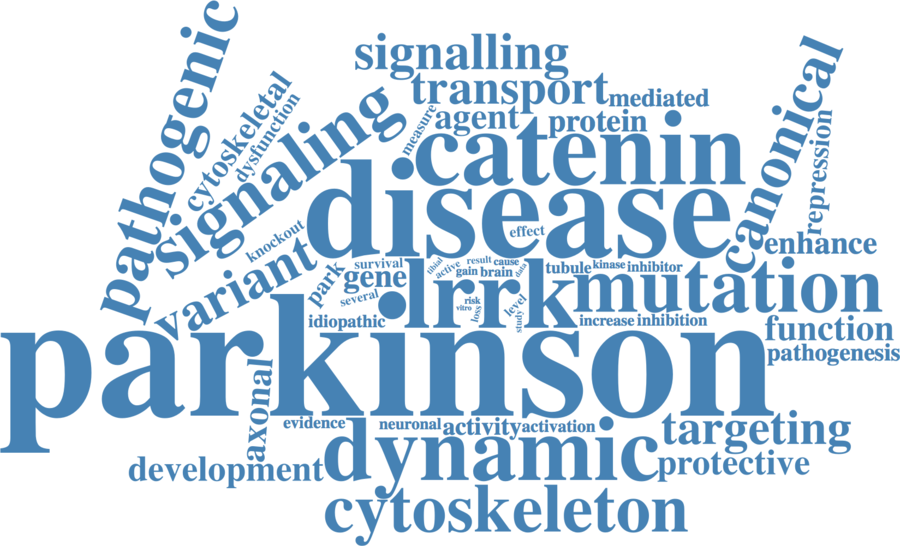 pathogenic
signalling
transport
mediated
cytoskeletal
dysfunction
signaling
measure
agent
protein
catenin
canonical
repression
disease
effect
enhance
knockout
variant
park
survival
gene
several
idiopathic
tibial
active
result
cause
gain
brain
data
tubule
kinase
inhibitor
lrrk
risk
vitro
loss
level
study
mutation
increase
inhibition
function
pathogenesis
parkinson
axonal
evidence
neuronal
activity
activation
targeting
development
dynamic
protective
cytoskeleton